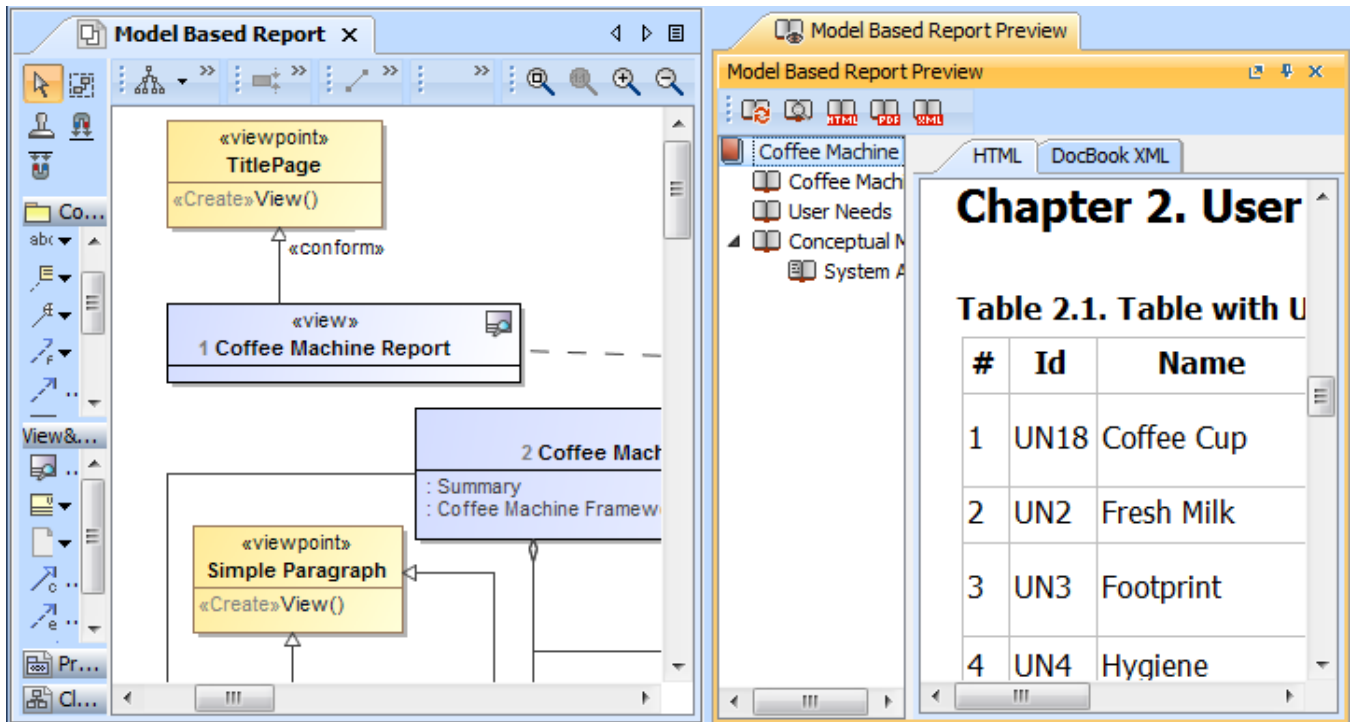 Model Based Report
«viewpoint»
TitlePage
«Create»View()
«conform»
«view»
1 Coffee Machine Report
2 Coffee Mach
: Summary
: Coffee Machine Framew
«viewpoint»
Simple Paragraph
«Create»View()
Co...
abc
F
..
View&...
..
c ..
e ..
Pr...
Cl...
Model Based Report Preview
Model Based Report Preview
HTML
PDF
XML
Coffee Machine
Coffee Mach
User Needs
Conceptual M
System A
HTML
DocBook XML
Chapter 2. User
Table 2.1. Table with U
# Id Name
1 UN18 Coffee Cup
2 UN2 Fresh Milk
3 UN3 Footprint
4 UN4 Hygiene